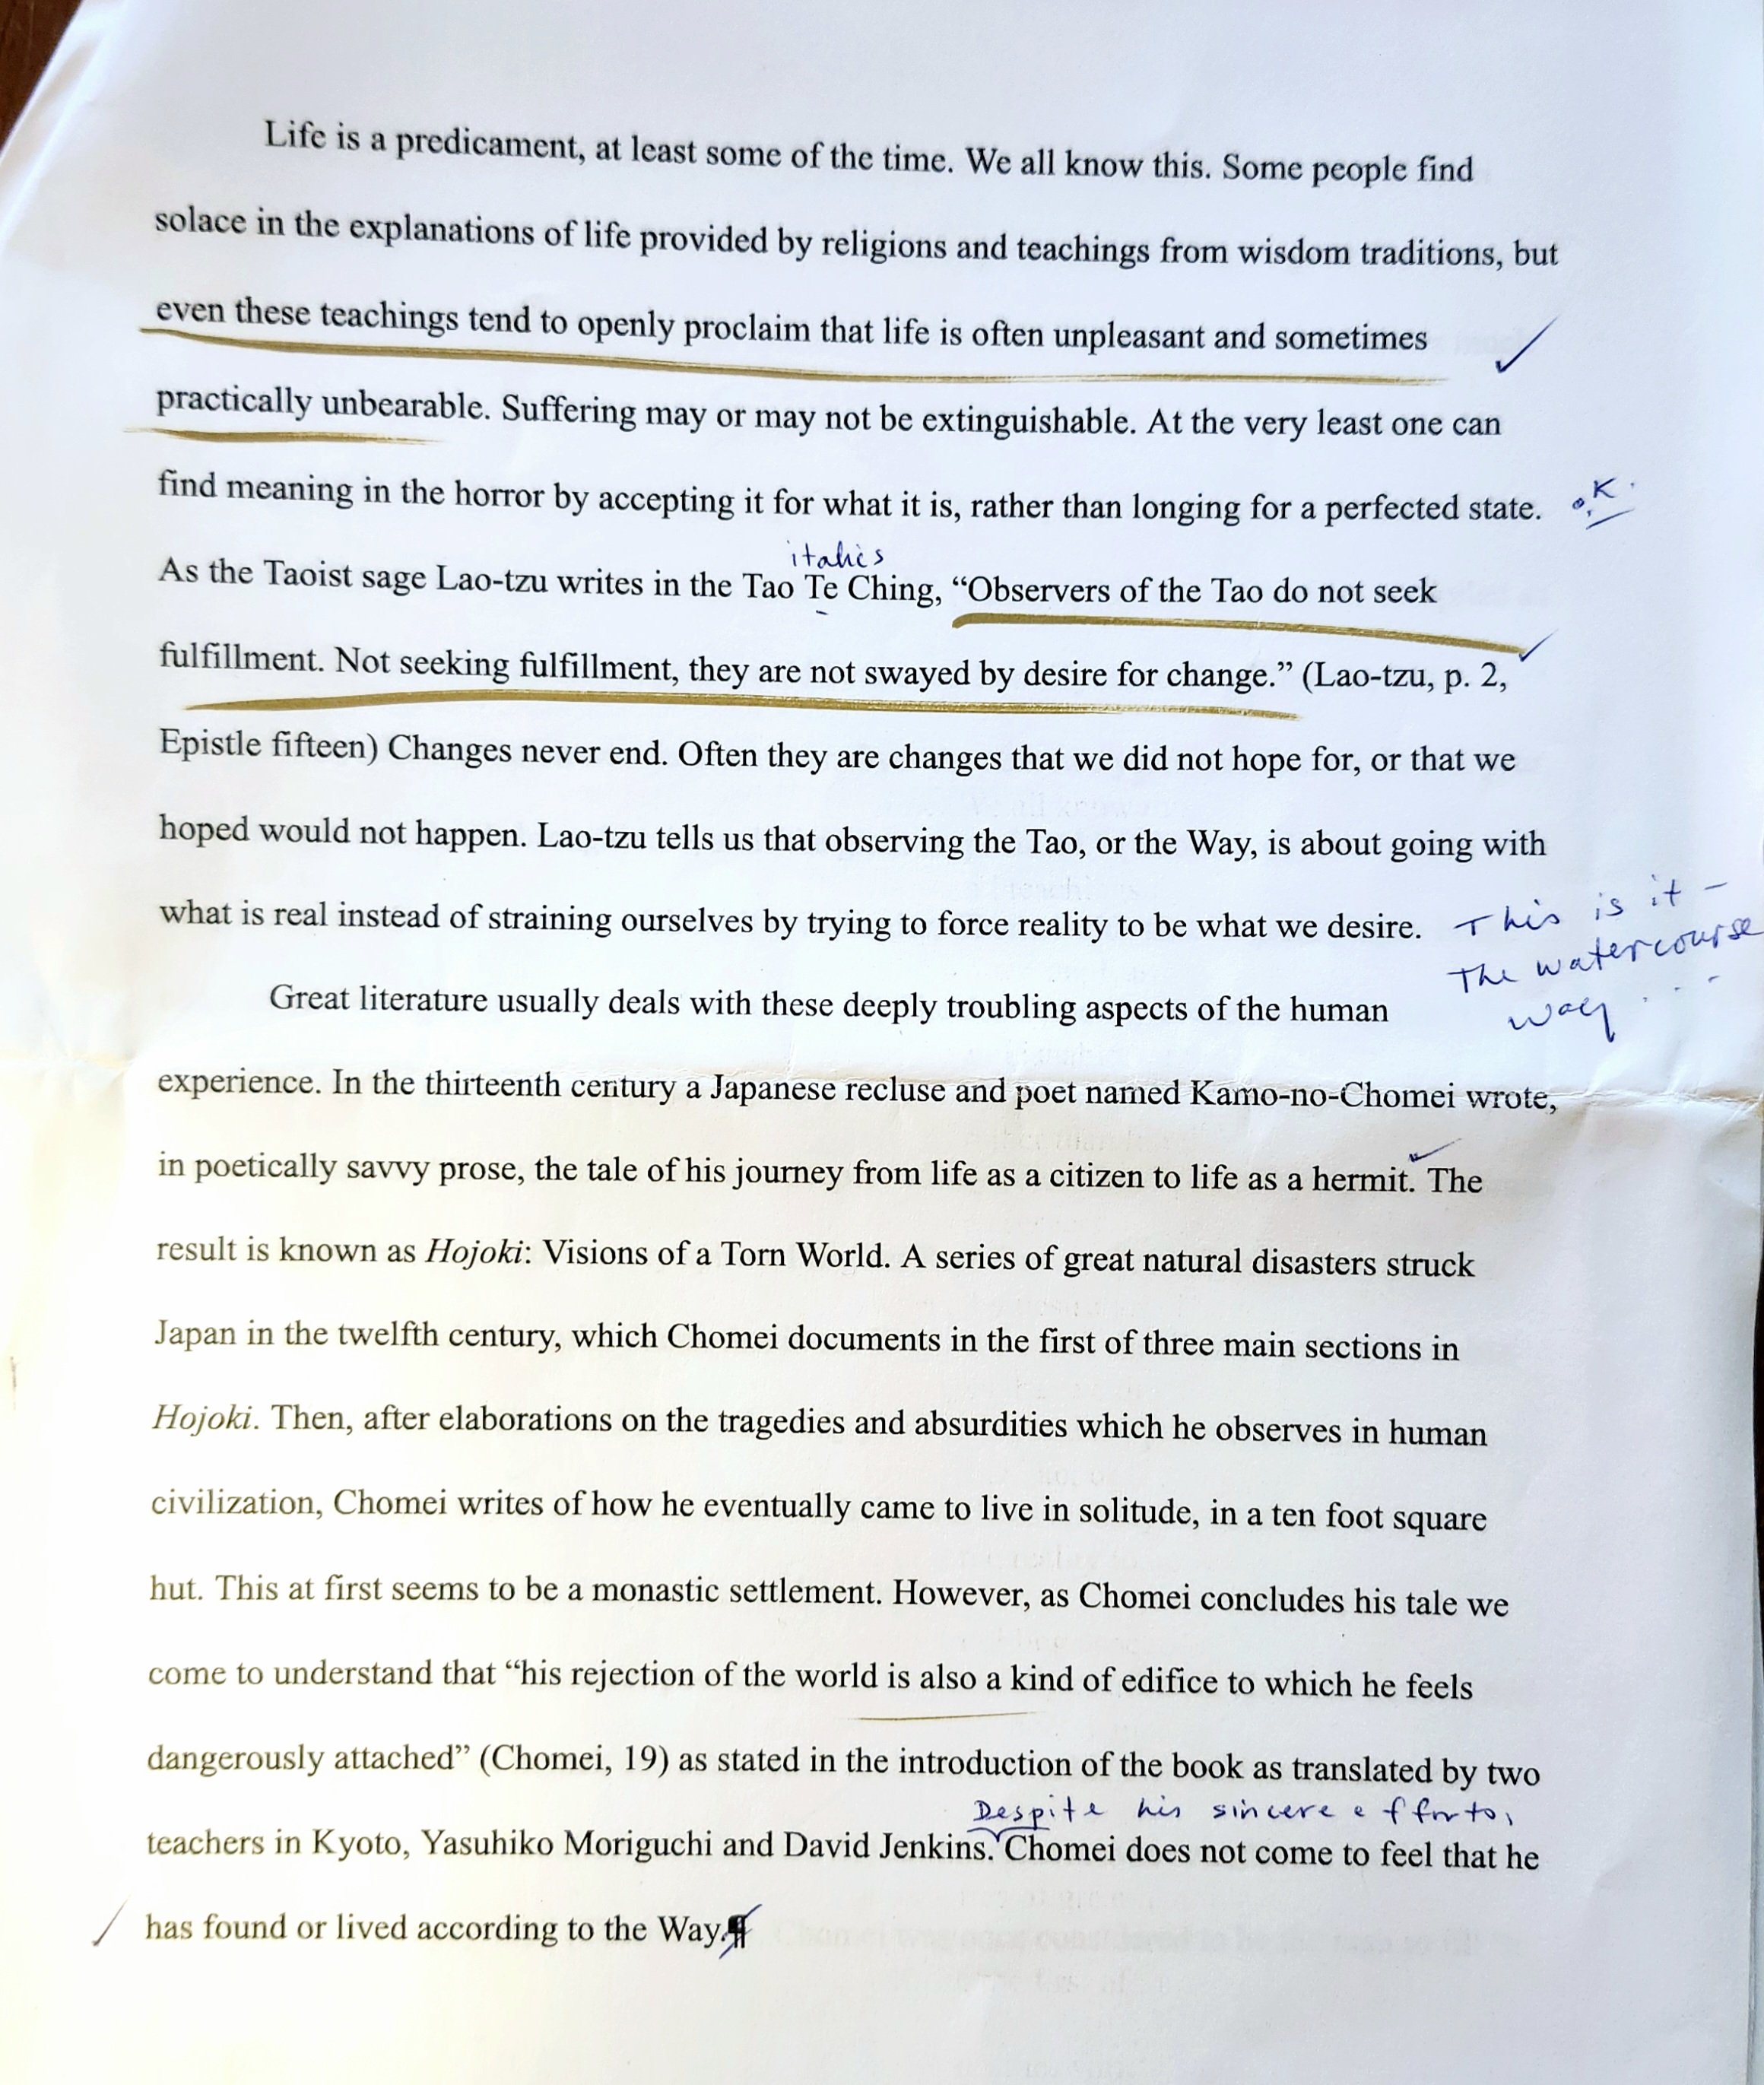 Life is a predicament, at least some of the time. We all know this. Some people find
solace in the explanations of life provided by religions and teachings from wisdom traditions, but
even these teachings tend to openly proclaim that life is often unpleasant and sometimes
practically unbearable. Suffering may or may not be extinguishable. At the very least one can
find meaning in the horror by accepting it for what it is, rather than longing for a perfected state.
o.K.
italics
As the Taoist sage Lao-tzu writes in the Tao Te Ching, “Observers of the Tao do not seek
fulfillment. Not seeking fulfillment, they are not swayed by desire for change.” (Lao-tzu, p. 2,
Epistle fifteen) Changes never end. Often they are changes that we did not hope for, or that we
hoped would not happen. Lao-tzu tells us that observing the Tao, or the Way, is about going with
what is real instead of straining ourselves by trying to force reality to be what we desire.
This is it –
The watercourse
way . . .
Great literature usually deals with these deeply troubling aspects of the human
experience. In the thirteenth century a Japanese recluse and poet named Kamo-no-Chomei wrote,
in poetically savvy prose, the tale of his journey from life as a citizen to life as a hermit. The
result is known as Hojoki: Visions of a Torn World. A series of great natural disasters struck
Japan in the twelfth century, which Chomei documents in the first of three main sections in
Hojoki. Then, after elaborations on the tragedies and absurdities which he observes in human
civilization, Chomei writes of how he eventually came to live in solitude, in a ten foot square
hut. This at first seems to be a monastic settlement. However, as Chomei concludes his tale we
come to understand that “his rejection of the world is also a kind of edifice to which he feels
dangerously attached” (Chomei, 19) as stated in the introduction of the book as translated by two
Despite his sincere efforts,
teachers in Kyoto, Yasuhiko Moriguchi and David Jenkins. Chomei does not come to feel that he
has found or lived according to the Way.¶